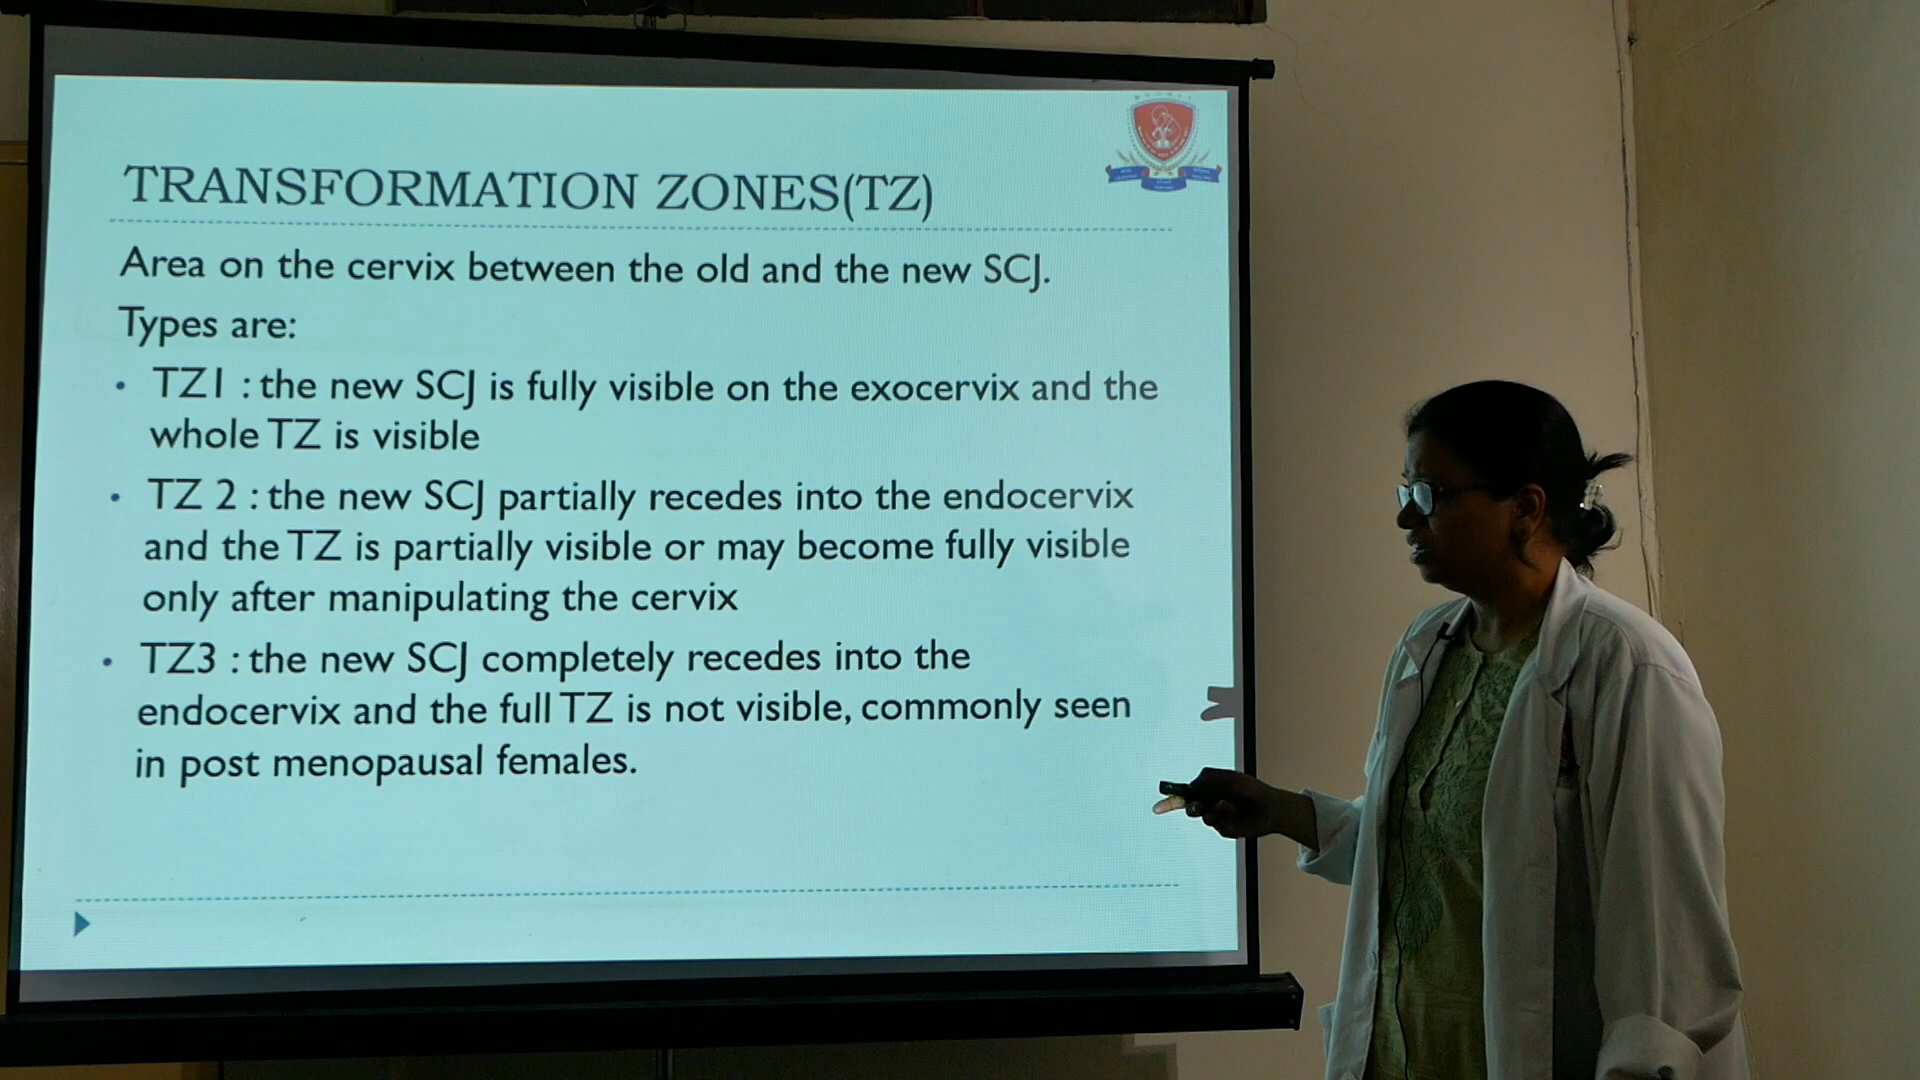 TRANSFORMATION ZONES(TZ)
Area on the cervix between the old and the new SCJ.
Types are:
• TZ1 : the new SCJ is fully visible on the exocervix and the
whole TZ is visible
• TZ 2 : the new SCJ partially recedes into the endocervix
and the TZ is partially visible or may become fully visible
only after manipulating the cervix
• TZ3 : the new SCJ completely recedes into the
endocervix and the full TZ is not visible, commonly seen
in post menopausal females.